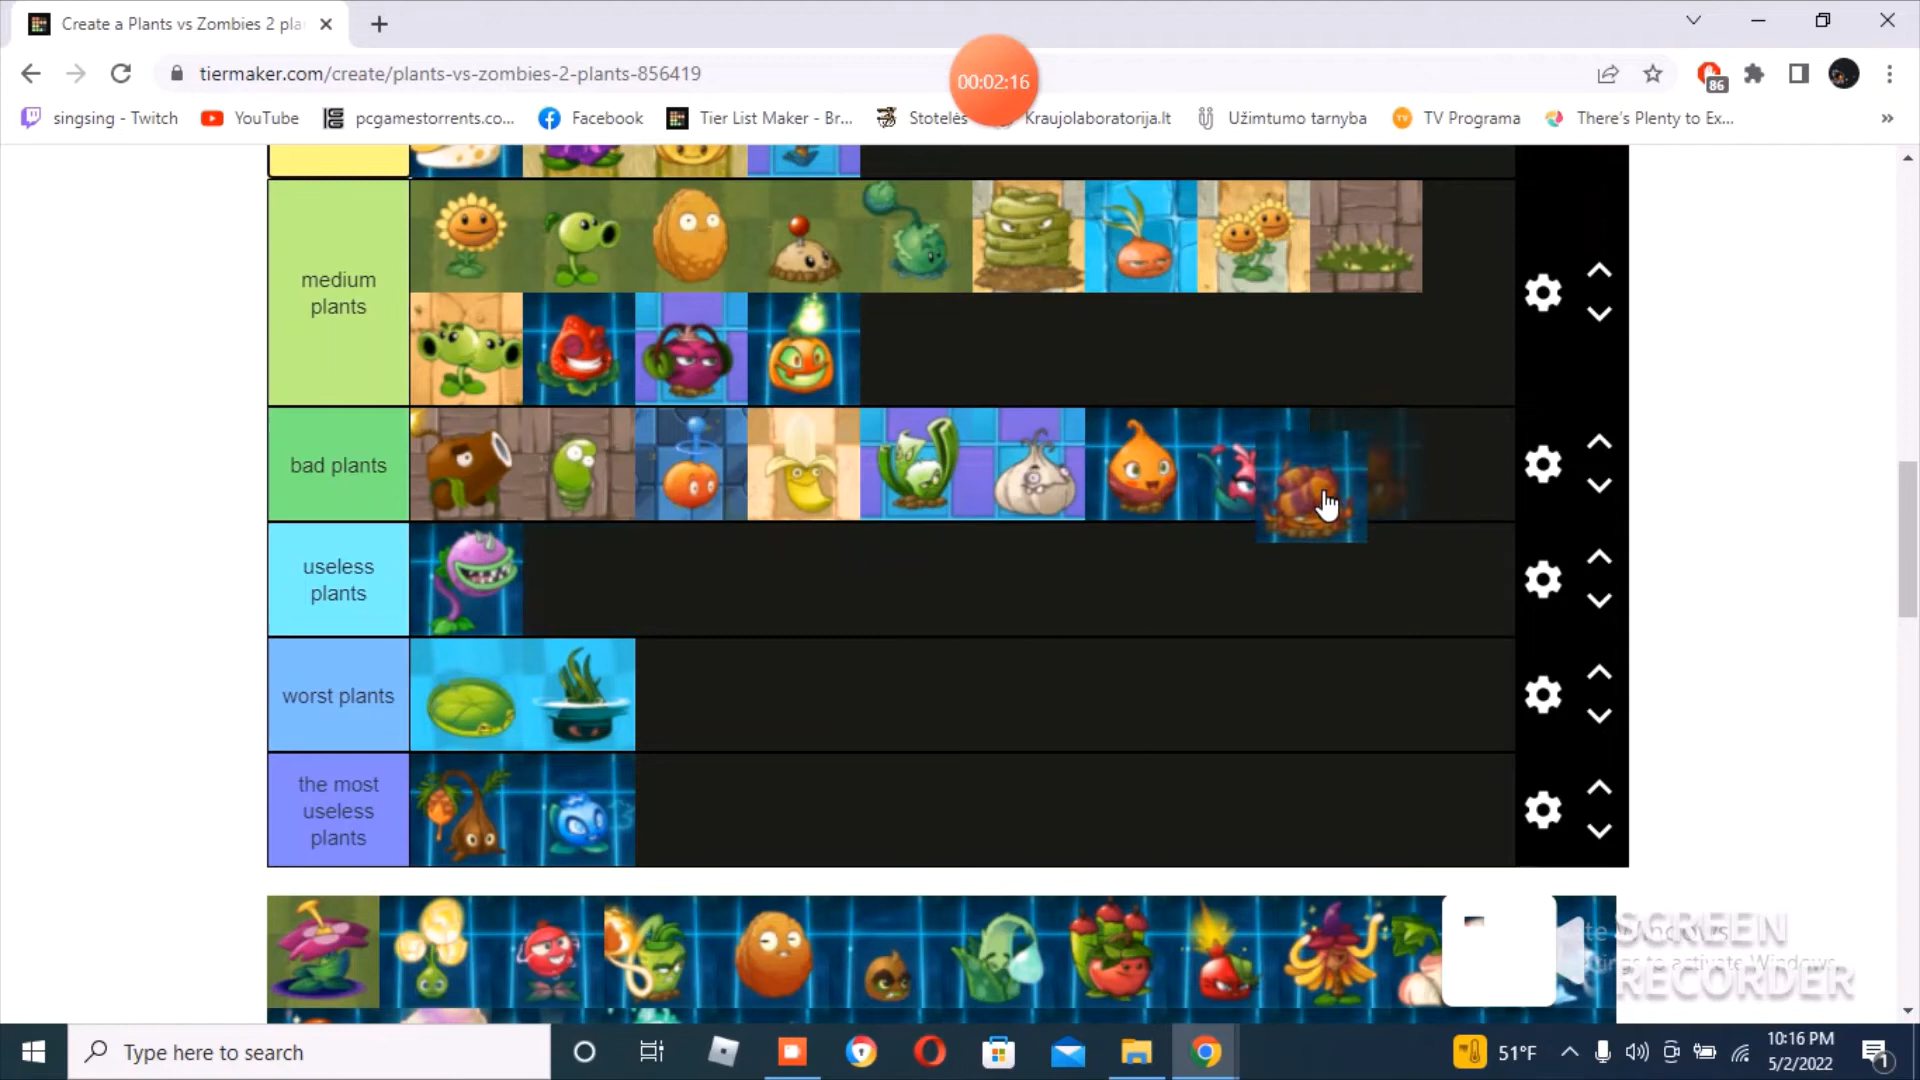 Create a Plants vs Zombies 2 pla
tiermaker.com/create/plants-vs-zombies-2-plants-856419
00:02:16
86
singsing - Twitch
YouTube
pcgamestorrents.co...
Facebook
Tier List Maker - Br...
Stotelės
Kraujolaboratorija.lt
Užimtumo tarnyba
TV Programa
There's Plenty to Ex...
»
medium
plants
bad plants
useless
plants
worst plants
the most
useless
plants
SCREEN
RECORDER
Type here to search
51°F
10:16 PM
5/2/2022
1